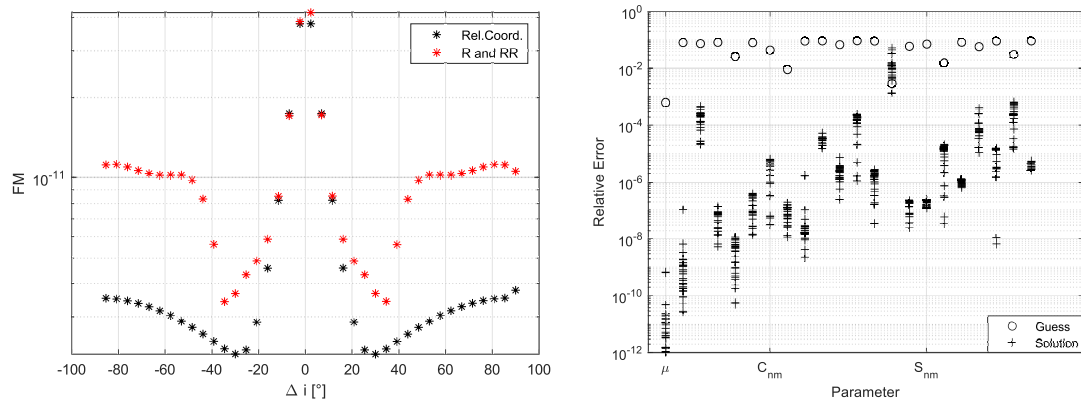 FM
10^-11
-100
-80
-60
-40
-20
0
20
40
60
80
100
Δ i [°]
Rel.Coord.
R and RR
Relative Error
10^0
10^-2
10^-4
10^-6
10^-8
10^-10
10^-12
μ
C_nm
S_nm
Parameter
Guess
Solution